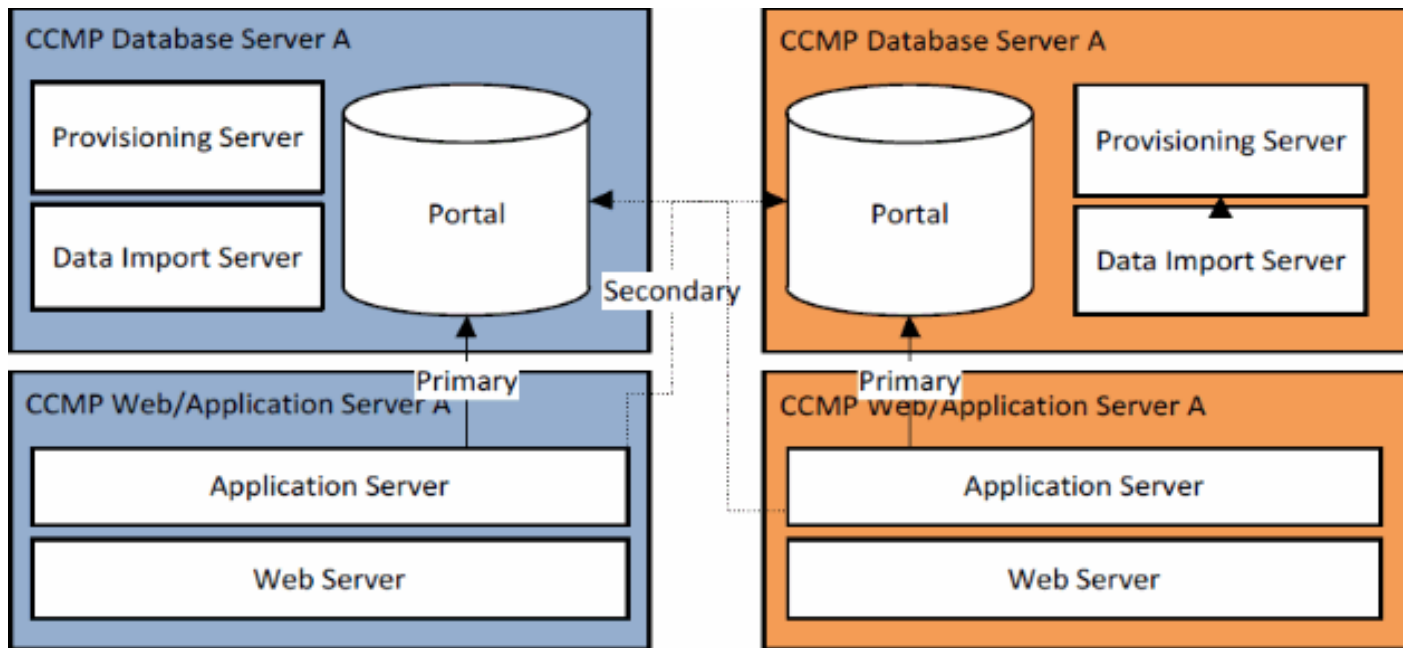 CCMP Database Server A
Provisioning Server
Data Import Server
Portal
Secondary
Primary
CCMP Web/Application Server A
Application Server
Web Server
CCMP Database Server A
Portal
Provisioning Server
Data Import Server
Primary
CCMP Web/Application Server A
Application Server
Web Server